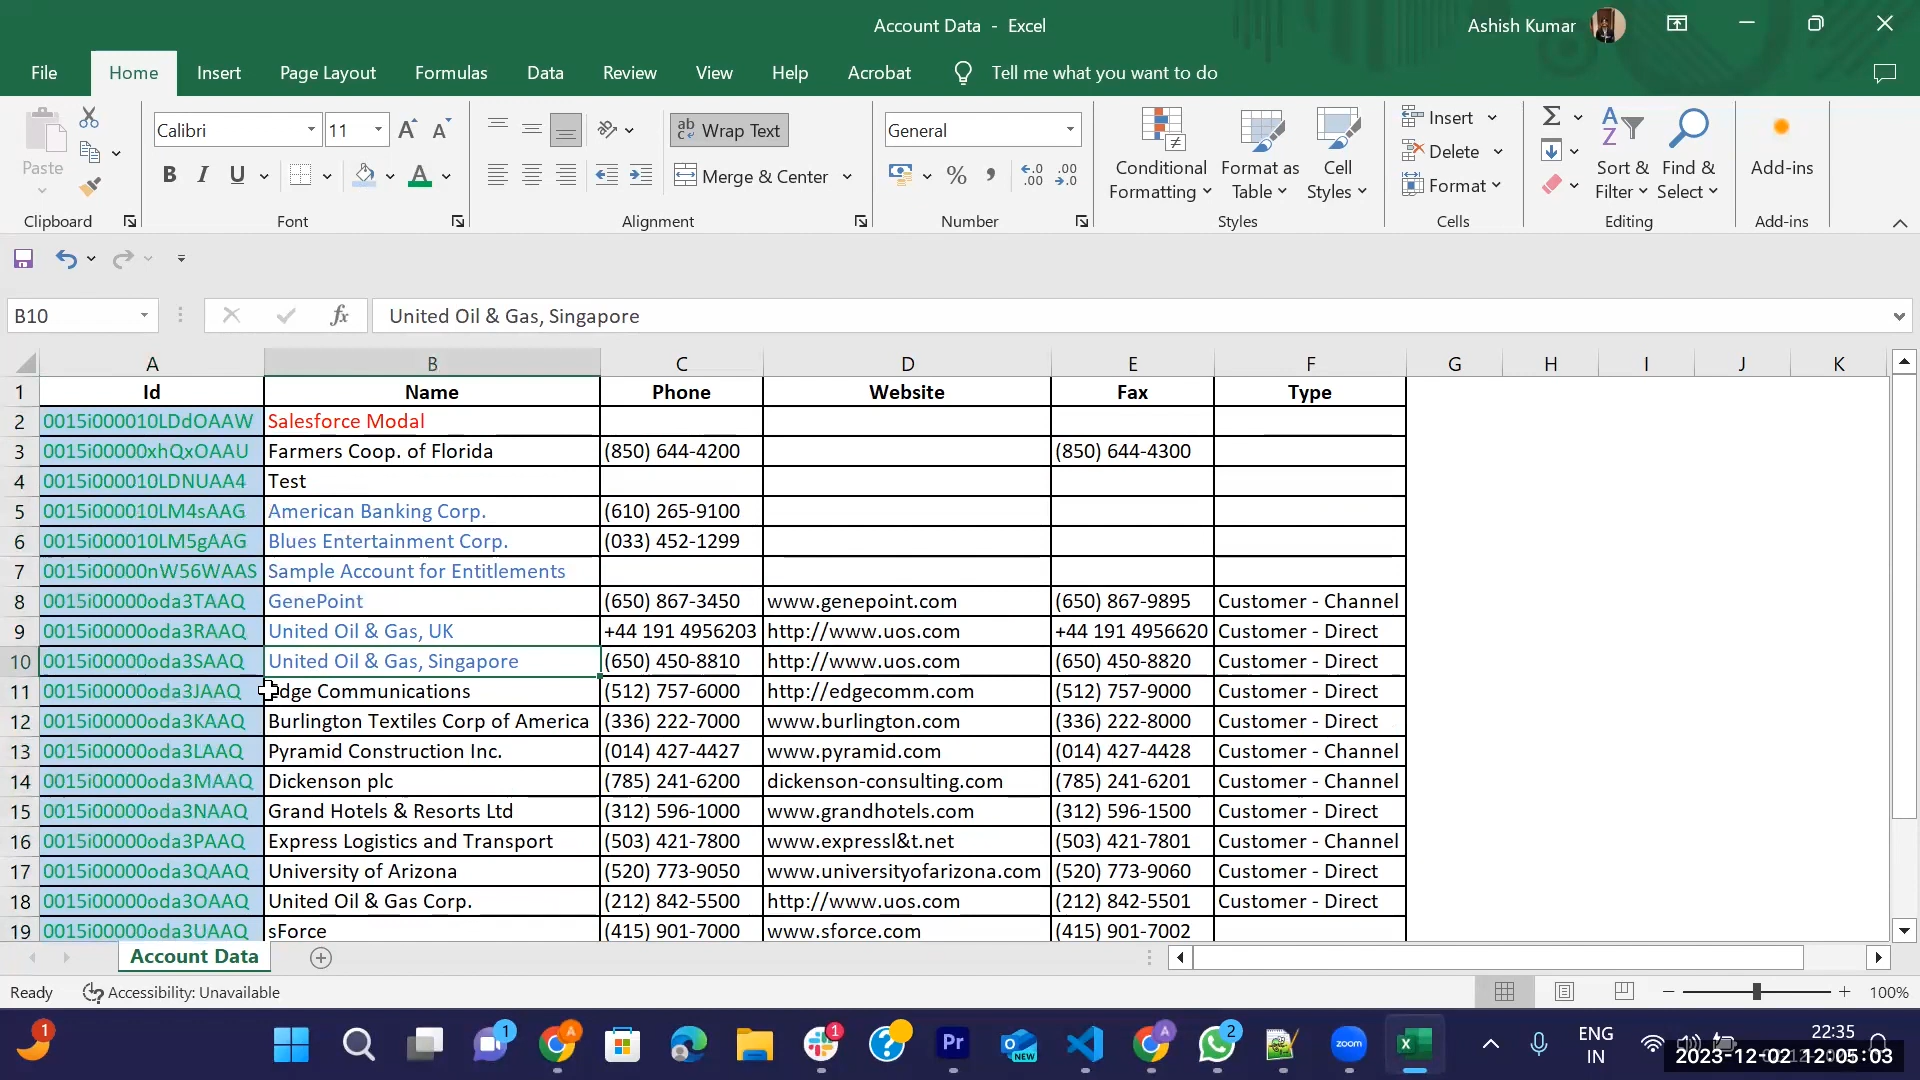 Account Data - Excel
Ashish Kumar
File Home Insert Page Layout Formulas Data Review View Help Acrobat Tell me what you want to do
Paste
Clipboard
Calibri 11
B I U
Font
Wrap Text
Merge & Center
Alignment
General
Number
Conditional Formatting
Format as Table
Cell Styles
Styles
Insert
Delete
Format
Cells
Sort & Filter
Find & Select
Editing
Add-ins
Add-ins
B10 fx United Oil & Gas, Singapore
A B C D E F G H I J K
1 Id Name Phone Website Fax Type
2 0015i000010LDdOAAW Salesforce Modal
3 0015i00000xhQxOAAU Farmers Coop. of Florida (850) 644-4200 (850) 644-4300
4 0015i000010LDNUAA4 Test
5 0015i000010LM4sAAG American Banking Corp. (610) 265-9100
6 0015i000010LM5gAAG Blues Entertainment Corp. (033) 452-1299
7 0015i00000nW56WAAS Sample Account for Entitlements
8 0015i00000oda3TAAQ GenePoint (650) 867-3450 www.genepoint.com (650) 867-9895 Customer - Channel
9 0015i00000oda3RAAQ United Oil & Gas, UK +44 191 4956203 http://www.uos.com +44 191 4956620 Customer - Direct
10 0015i00000oda3SAAQ United Oil & Gas, Singapore (650) 450-8810 http://www.uos.com (650) 450-8820 Customer - Direct
11 0015i00000oda3JAAQ dge Communications (512) 757-6000 http://edgecomm.com (512) 757-9000 Customer - Direct
12 0015i00000oda3KAAQ Burlington Textiles Corp of America (336) 222-7000 www.burlington.com (336) 222-8000 Customer - Direct
13 0015i00000oda3LAAQ Pyramid Construction Inc. (014) 427-4427 www.pyramid.com (014) 427-4428 Customer - Channel
14 0015i00000oda3MAAQ Dickenson plc (785) 241-6200 dickenson-consulting.com (785) 241-6201 Customer - Channel
15 0015i00000oda3NAAQ Grand Hotels & Resorts Ltd (312) 596-1000 www.grandhotels.com (312) 596-1500 Customer - Direct
16 0015i00000oda3PAAQ Express Logistics and Transport (503) 421-7800 www.expressl&t.net (503) 421-7801 Customer - Channel
17 0015i00000oda3QAAQ University of Arizona (520) 773-9050 www.universityofarizona.com (520) 773-9060 Customer - Direct
18 0015i00000oda3OAAQ United Oil & Gas Corp. (212) 842-5500 http://www.uos.com (212) 842-5501 Customer - Direct
19 0015i00000oda3UAAQ sForce (415) 901-7000 www.sforce.com (415) 901-7002
Account Data
Ready Accessibility: Unavailable 100%
ENG
IN
22:35
2023-12-02 12:05:03